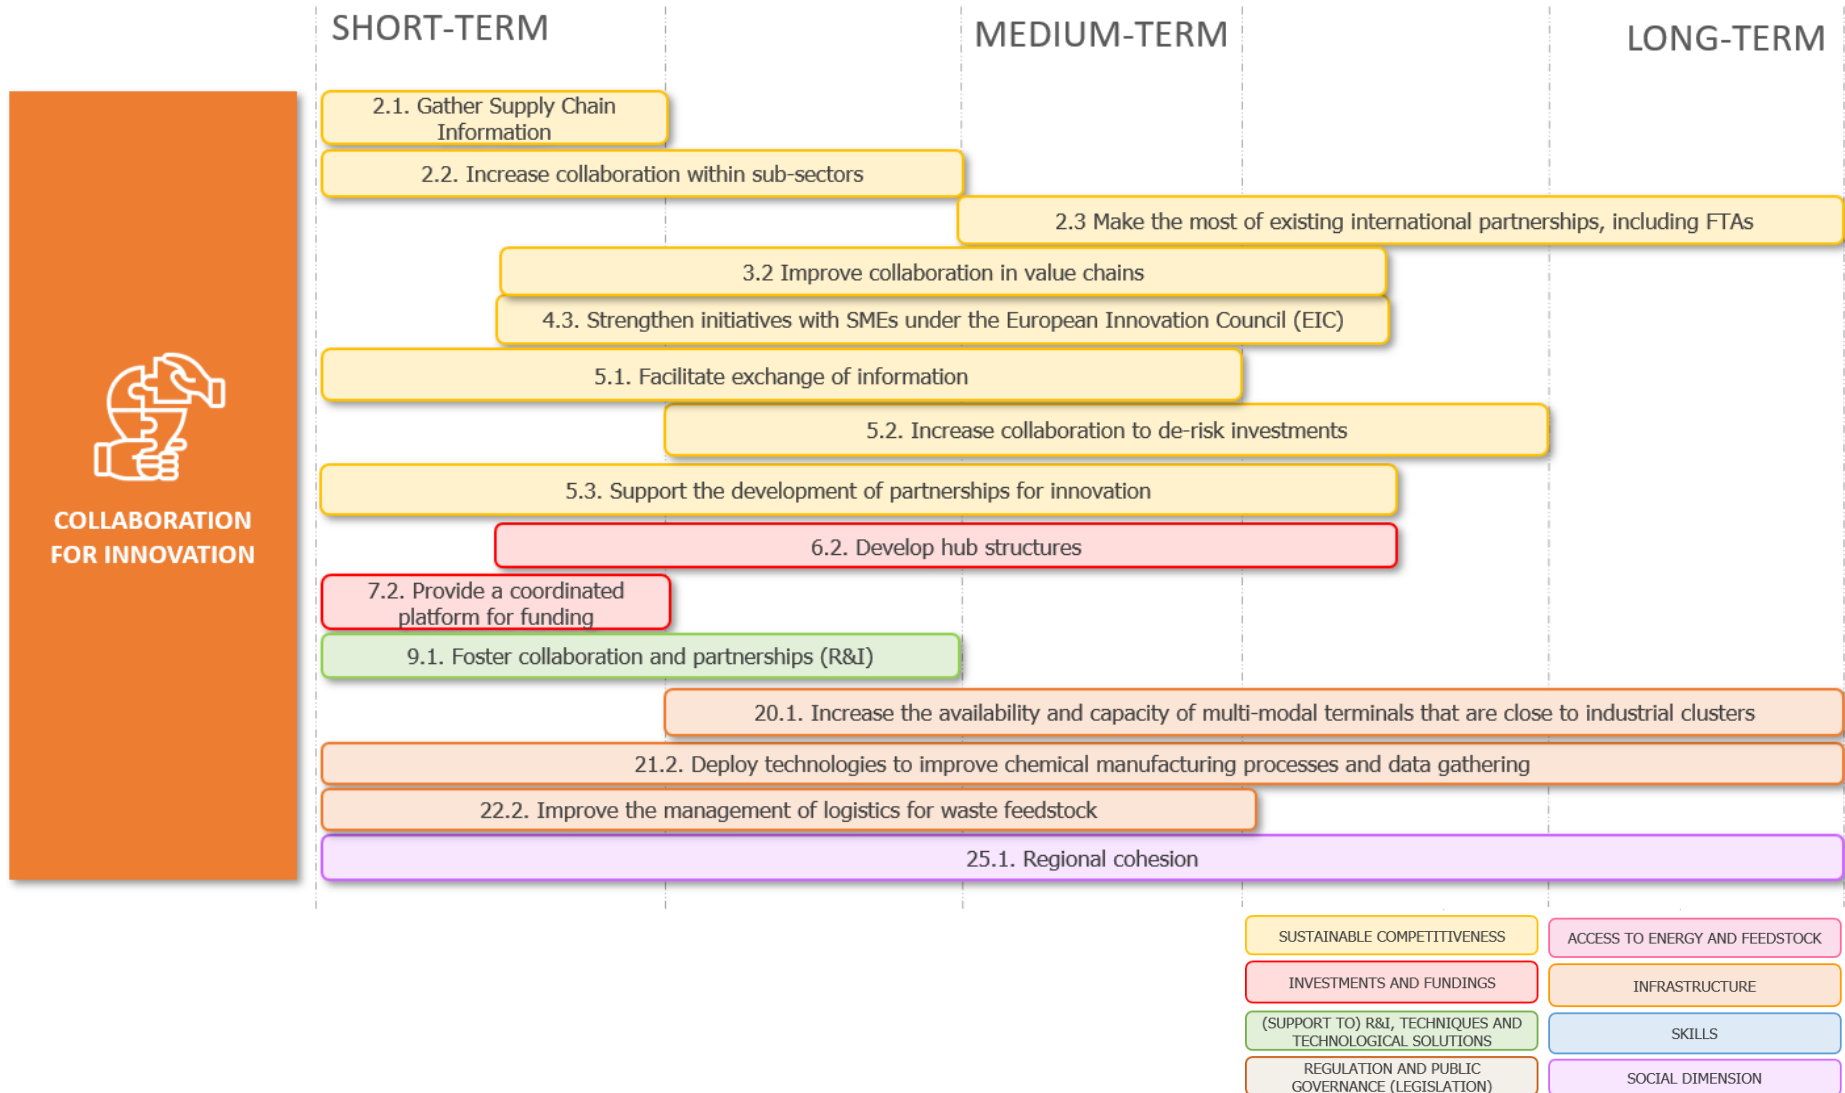 SHORT-TERM
MEDIUM-TERM
LONG-TERM
COLLABORATION
FOR INNOVATION
2.1. Gather Supply Chain
Information
2.2. Increase collaboration within sub-sectors
2.3 Make the most of existing international partnerships, including FTAs
3.2 Improve collaboration in value chains
4.3. Strengthen initiatives with SMEs under the European Innovation Council (EIC)
5.1. Facilitate exchange of information
5.2. Increase collaboration to de-risk investments
5.3. Support the development of partnerships for innovation
6.2. Develop hub structures
7.2. Provide a coordinated
platform for funding
9.1. Foster collaboration and partnerships (R&I)
20.1. Increase the availability and capacity of multi-modal terminals that are close to industrial clusters
21.2. Deploy technologies to improve chemical manufacturing processes and data gathering
22.2. Improve the management of logistics for waste feedstock
25.1. Regional cohesion
SUSTAINABLE COMPETITIVENESS
ACCESS TO ENERGY AND FEEDSTOCK
INVESTMENTS AND FUNDINGS
INFRASTRUCTURE
(SUPPORT TO) R&I, TECHNIQUES AND
TECHNOLOGICAL SOLUTIONS
SKILLS
REGULATION AND PUBLIC
GOVERNANCE (LEGISLATION)
SOCIAL DIMENSION